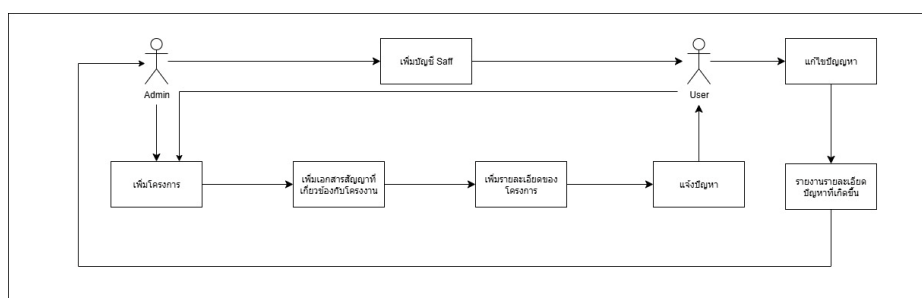 เพิ่มบัญชี Saff
แก้ไขปัญหา
Admin
User
เพิ่มโครงการ
เพิ่มเอกสารสัญญาที่
เกี่ยวข้องกับโครงงาน
เพิ่มรายละเอียดของ
โครงการ
แจ้งปัญหา
รายงานรายละเอียด
ปัญหาที่เกิดขึ้น